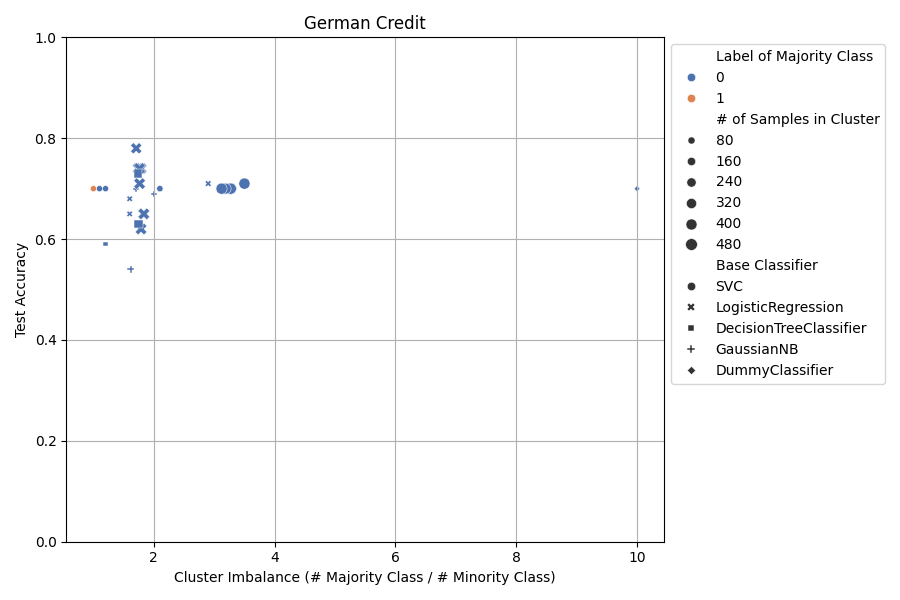 German Credit
1.0
0.8
0.6
0.4
0.2
0.0
Test Accuracy
2
4
6
8
10
Cluster Imbalance (# Majority Class / # Minority Class)
Label of Majority Class
0
1
# of Samples in Cluster
80
160
240
320
400
480
Base Classifier
SVC
LogisticRegression
DecisionTreeClassifier
GaussianNB
DummyClassifier